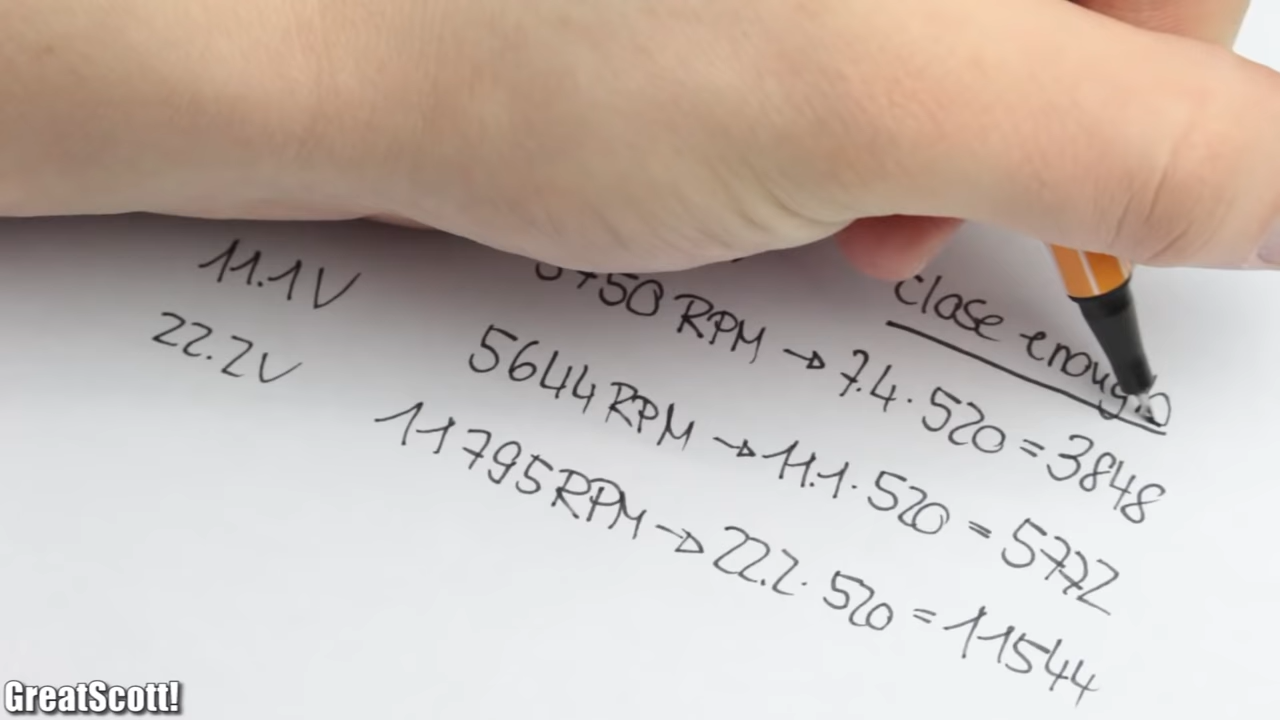 close enough
3750 RPM → 7.4 · 520 = 3848
11.1V 5644 RPM → 11.1 · 520 = 5772
22.2V 11795 RPM → 22.2 · 520 = 11544
GreatScott!